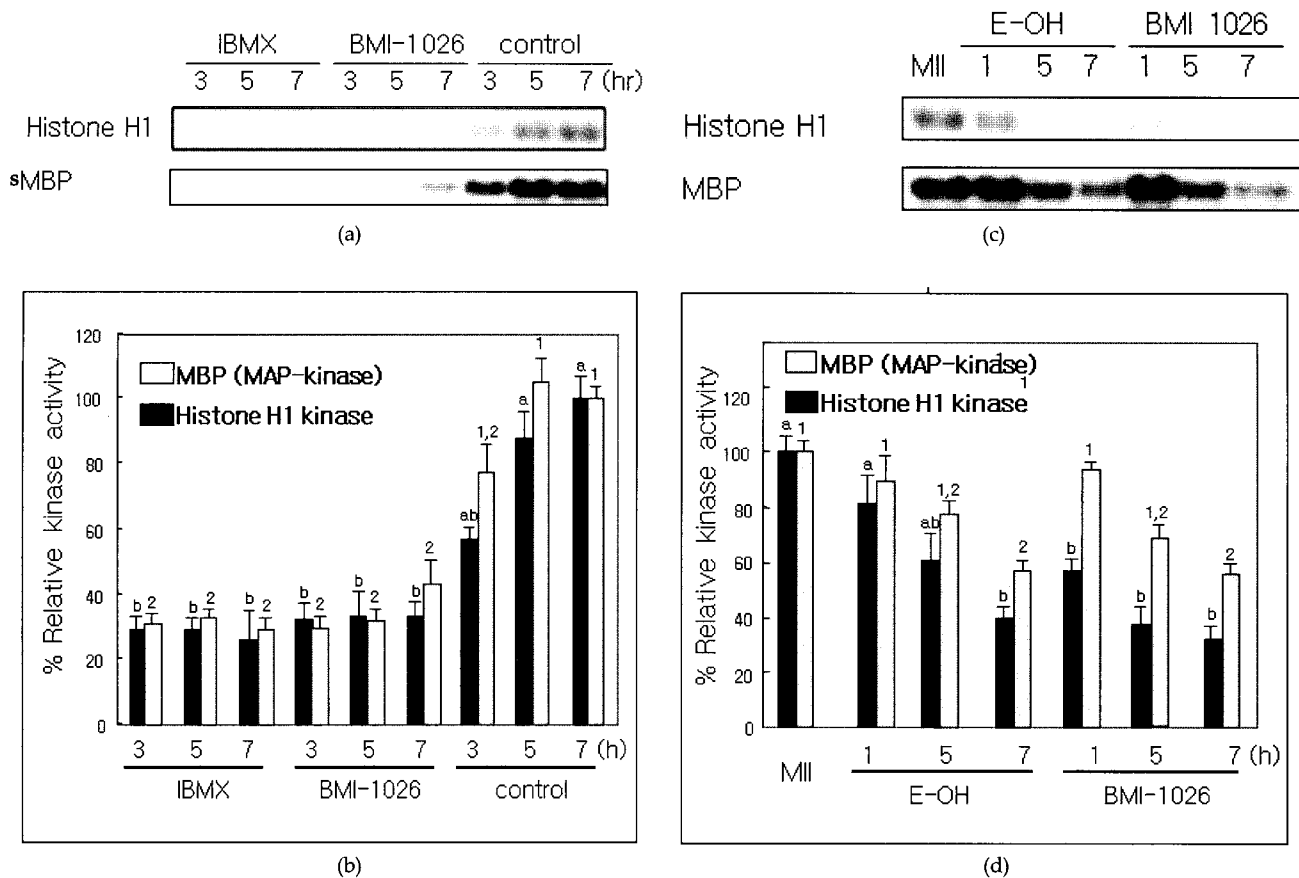 IBMX BMI-1026 control
3 5 7 3 5 7 3 5 7 (hr)
Histone H1
sMBP
(a)
E-OH BMI 1026
MII 1 5 7 1 5 7
Histone H1
MBP
(c)
% Relative kinase activity
120
100
80
60
40
20
0
MBP (MAP-kinase)
Histone H1 kinase
b 2 b 2 b 2 b 2 b 2 b 2 ab 1,2 a 1 a 1
3 5 7 3 5 7 3 5 7 (h)
IBMX BMI-1026 control
(b)
% Relative kinase activity
120
100
80
60
40
20
0
MBP (MAP-kinase)
1
Histone H1 kinase
1
a 1 a 1 ab 1,2 b 2 b 1 b 1,2 b 2
MII 1 5 7 1 5 7 (h)
E-OH BMI-1026
(d)